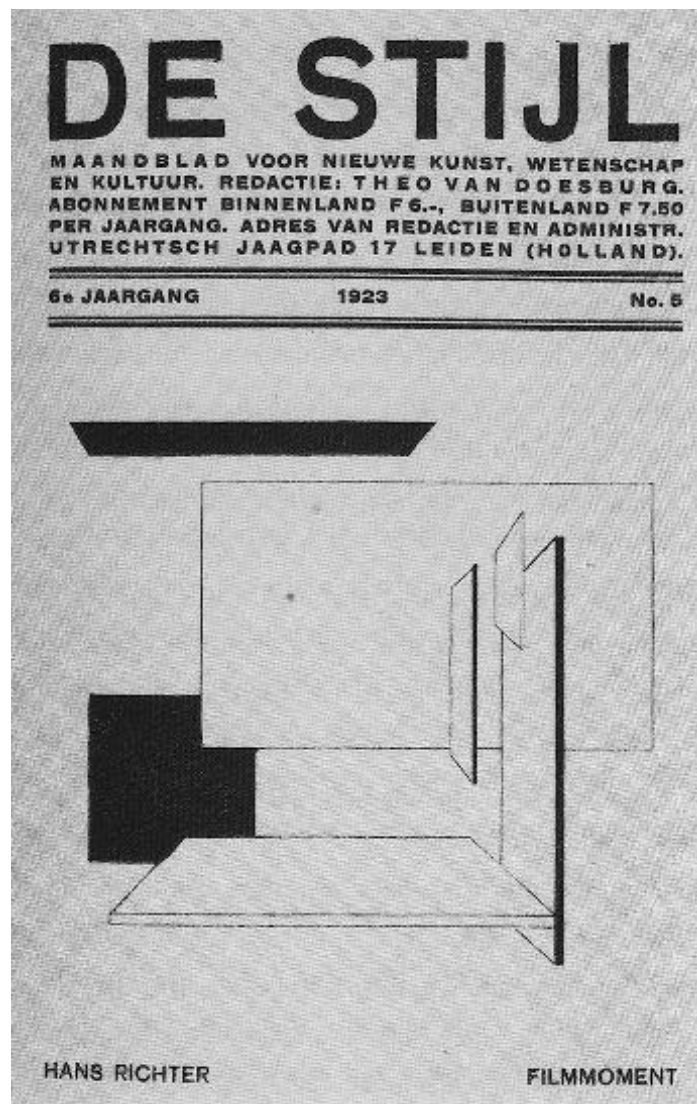 DE STIJL
MAANDBLAD VOOR NIEUWE KUNST, WETENSCHAP
EN KULTUUR. REDACTIE: THEO VAN DOESBURG.
ABONNEMENT BINNENLAND F 6.-, BUITENLAND F 7.50
PER JAARGANG. ADRES VAN REDACTIE EN ADMINISTR.
UTRECHTSCH JAAGPAD 17 LEIDEN (HOLLAND).
6e JAARGANG 1923 No. 5
HANS RICHTER FILMMOMENT